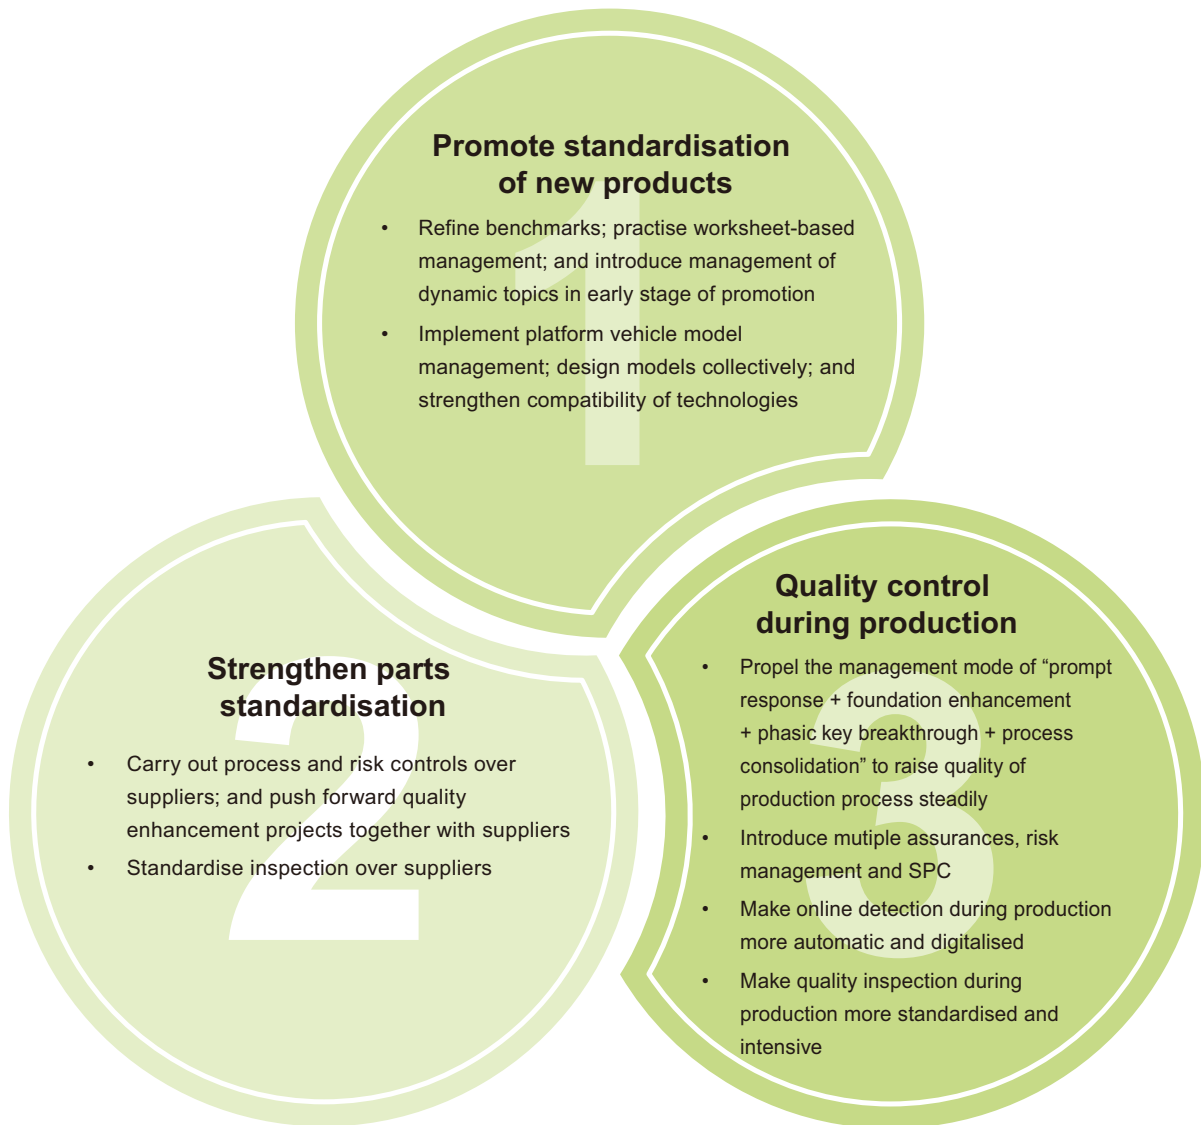 1
Promote standardisation
of new products
• Refine benchmarks; practise worksheet-based
management; and introduce management of
dynamic topics in early stage of promotion
• Implement platform vehicle model
management; design models collectively; and
strengthen compatibility of technologies
2
Strengthen parts
standardisation
• Carry out process and risk controls over
suppliers; and push forward quality
enhancement projects together with suppliers
• Standardise inspection over suppliers
3
Quality control
during production
• Propel the management mode of “prompt
response + foundation enhancement
+ phasic key breakthrough + process
consolidation” to raise quality of
production process steadily
• Introduce mutiple assurances, risk
management and SPC
• Make online detection during production
more automatic and digitalised
• Make quality inspection during
production more standardised and
intensive